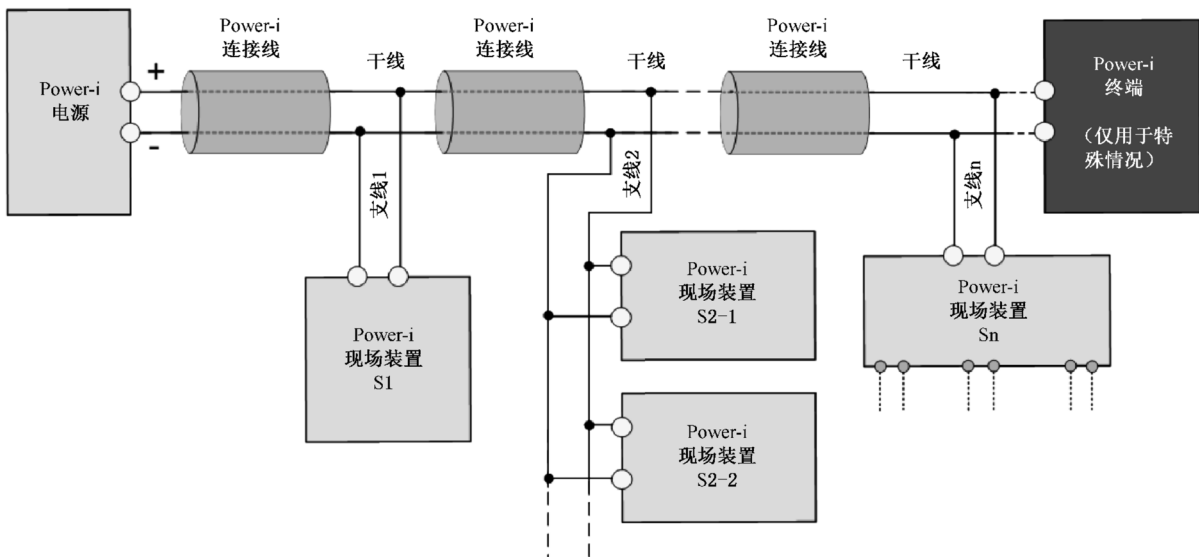 Power-i
电源
+
-
Power-i
连接线
干线
Power-i
连接线
干线
Power-i
连接线
干线
Power-i
终端
（仅用于特
殊情况）
支线1
支线2
支线n
Power-i
现场装置
S1
Power-i
现场装置
S2-1
Power-i
现场装置
S2-2
Power-i
现场装置
Sn